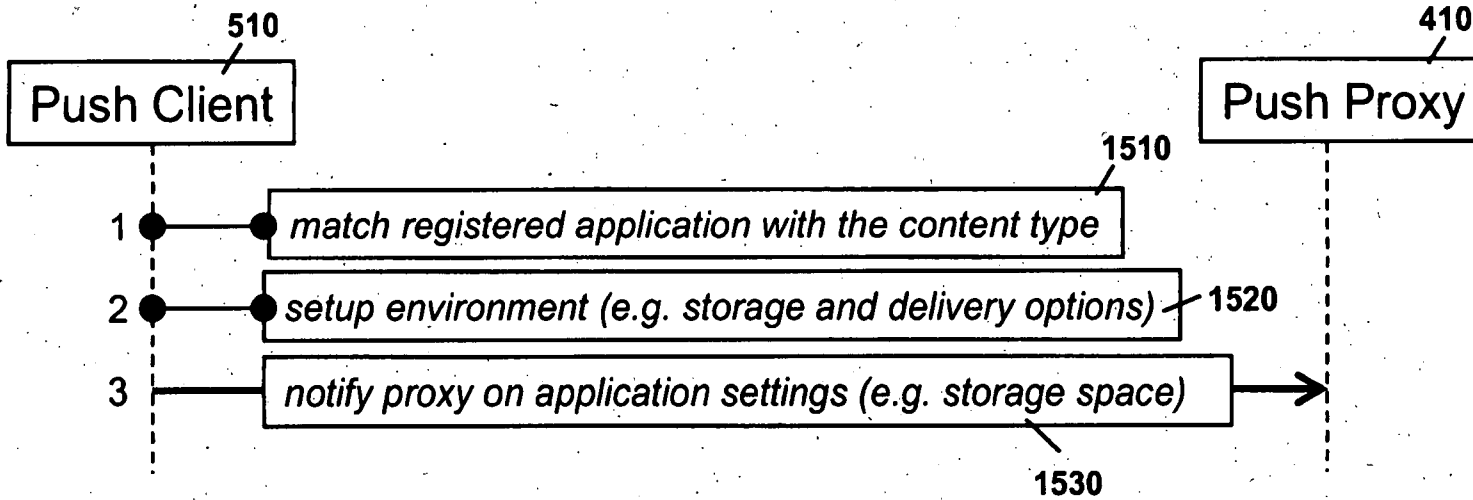 510
410
Push Client
Push Proxy
1510
1 match registered application with the content type
2 setup environment (e.g. storage and delivery options)
1520
3 notify proxy on application settings (e.g. storage space)
1530